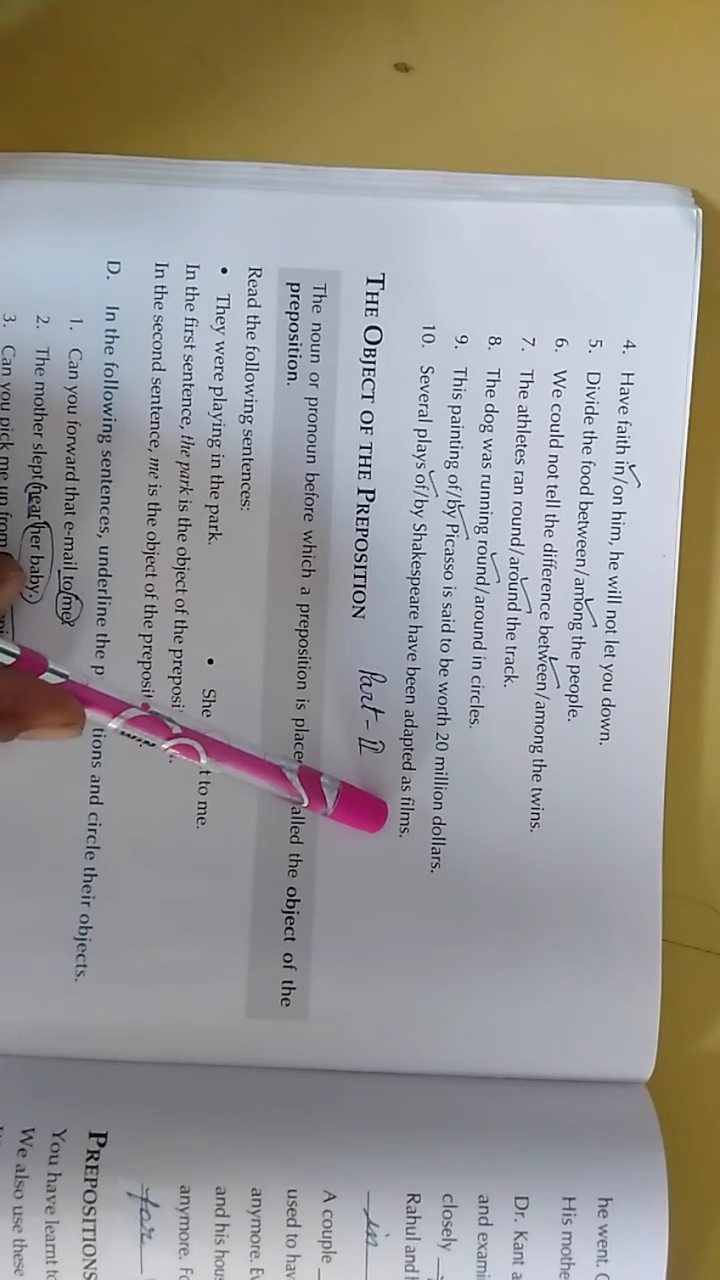 4. Have faith in/on him, he will not let you down.
5. Divide the food between/among the people.
6. We could not tell the difference between/among the twins.
7. The athletes ran round/around the track.
8. The dog was running round/around in circles.
9. This painting of/by Picasso is said to be worth 20 million dollars.
10. Several plays of/by Shakespeare have been adapted as films.
THE OBJECT OF THE PREPOSITION Part-II
The noun or pronoun before which a preposition is called the object of the
preposition.
Read the following sentences:
• They were playing in the park. • She to me.
In the first sentence, the park is the object of the
In the second sentence, me is the object of the
D. In the following sentences, underline the and circle their objects.
1. Can you forward that e-mail to me?
2. The mother slept near her baby.
3. Can you pick me up from
he went.
His
Dr. Kant
and
closely
Rahul and
in
A couple
used to
anymore.
and his
anymore.
for
PREPOSITIONS
You have learnt
We also use these